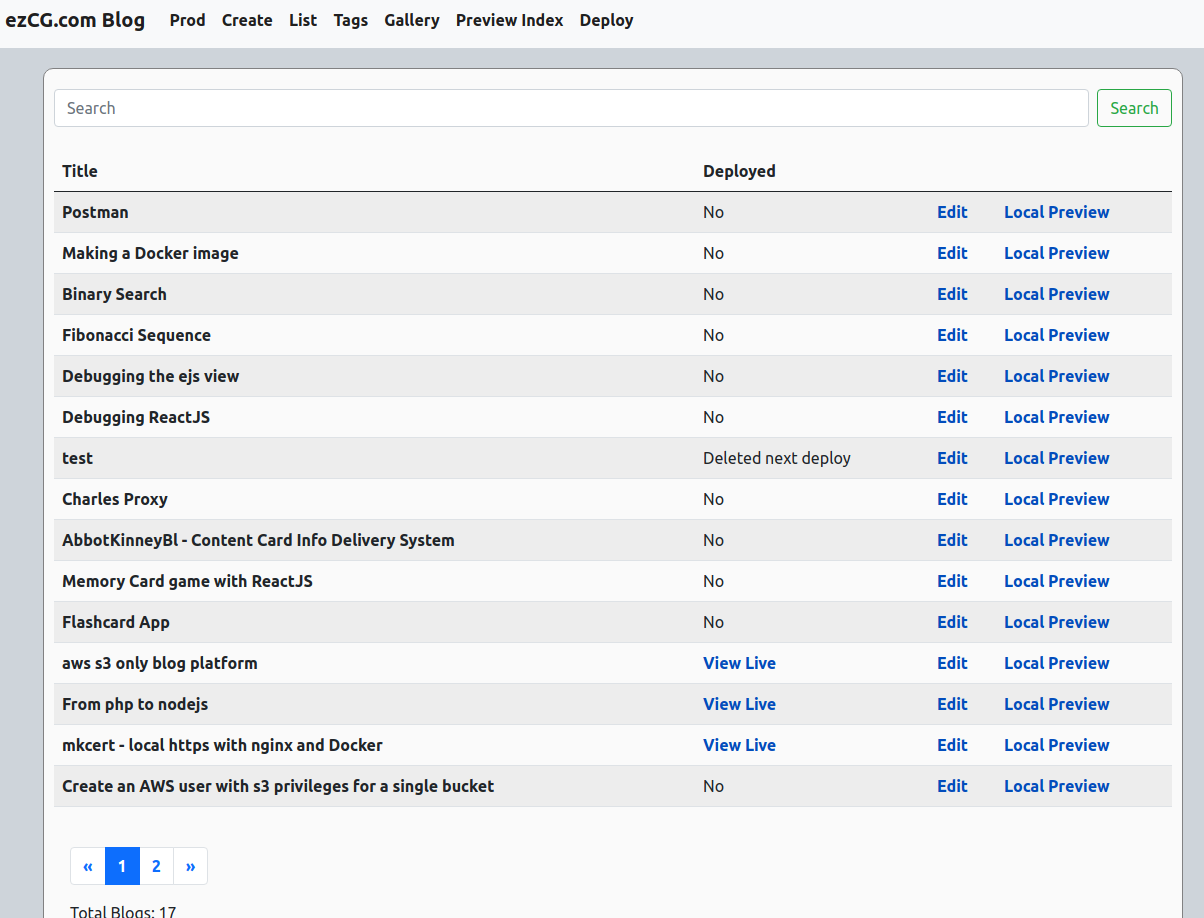 ezCG.com Blog Prod Create List Tags Gallery Preview Index Deploy
Search Search
Title Deployed
Postman No Edit Local Preview
Making a Docker image No Edit Local Preview
Binary Search No Edit Local Preview
Fibonacci Sequence No Edit Local Preview
Debugging the ejs view No Edit Local Preview
Debugging ReactJS No Edit Local Preview
test Deleted next deploy Edit Local Preview
Charles Proxy No Edit Local Preview
AbbotKinneyBl - Content Card Info Delivery System No Edit Local Preview
Memory Card game with ReactJS No Edit Local Preview
Flashcard App No Edit Local Preview
aws s3 only blog platform View Live Edit Local Preview
From php to nodejs View Live Edit Local Preview
mkcert - local https with nginx and Docker View Live Edit Local Preview
Create an AWS user with s3 privileges for a single bucket No Edit Local Preview
« 1 2 »
Total Blogs: 17